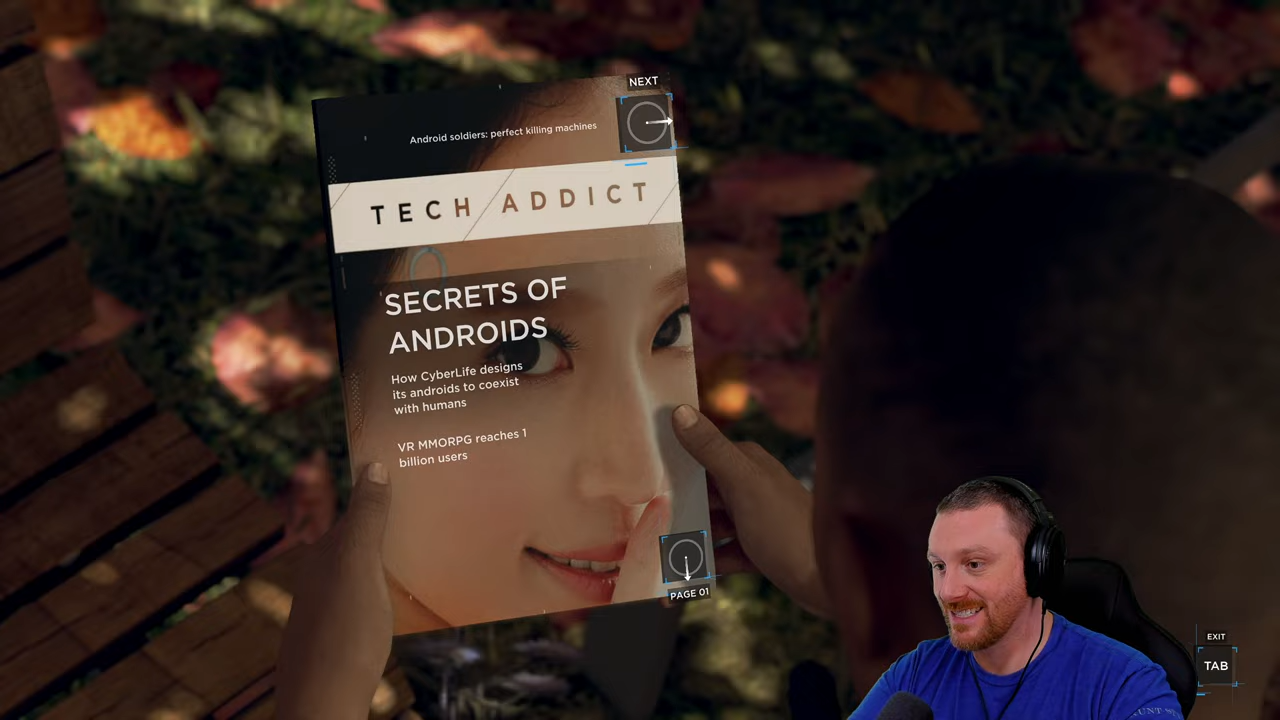 NEXT
Android soldiers: perfect killing machines
TECH ADDICT
SECRETS OF
ANDROIDS
How CyberLife designs
its androids to coexist
with humans
VR MMORPG reaches 1
billion users
PAGE 01
EXIT
TAB